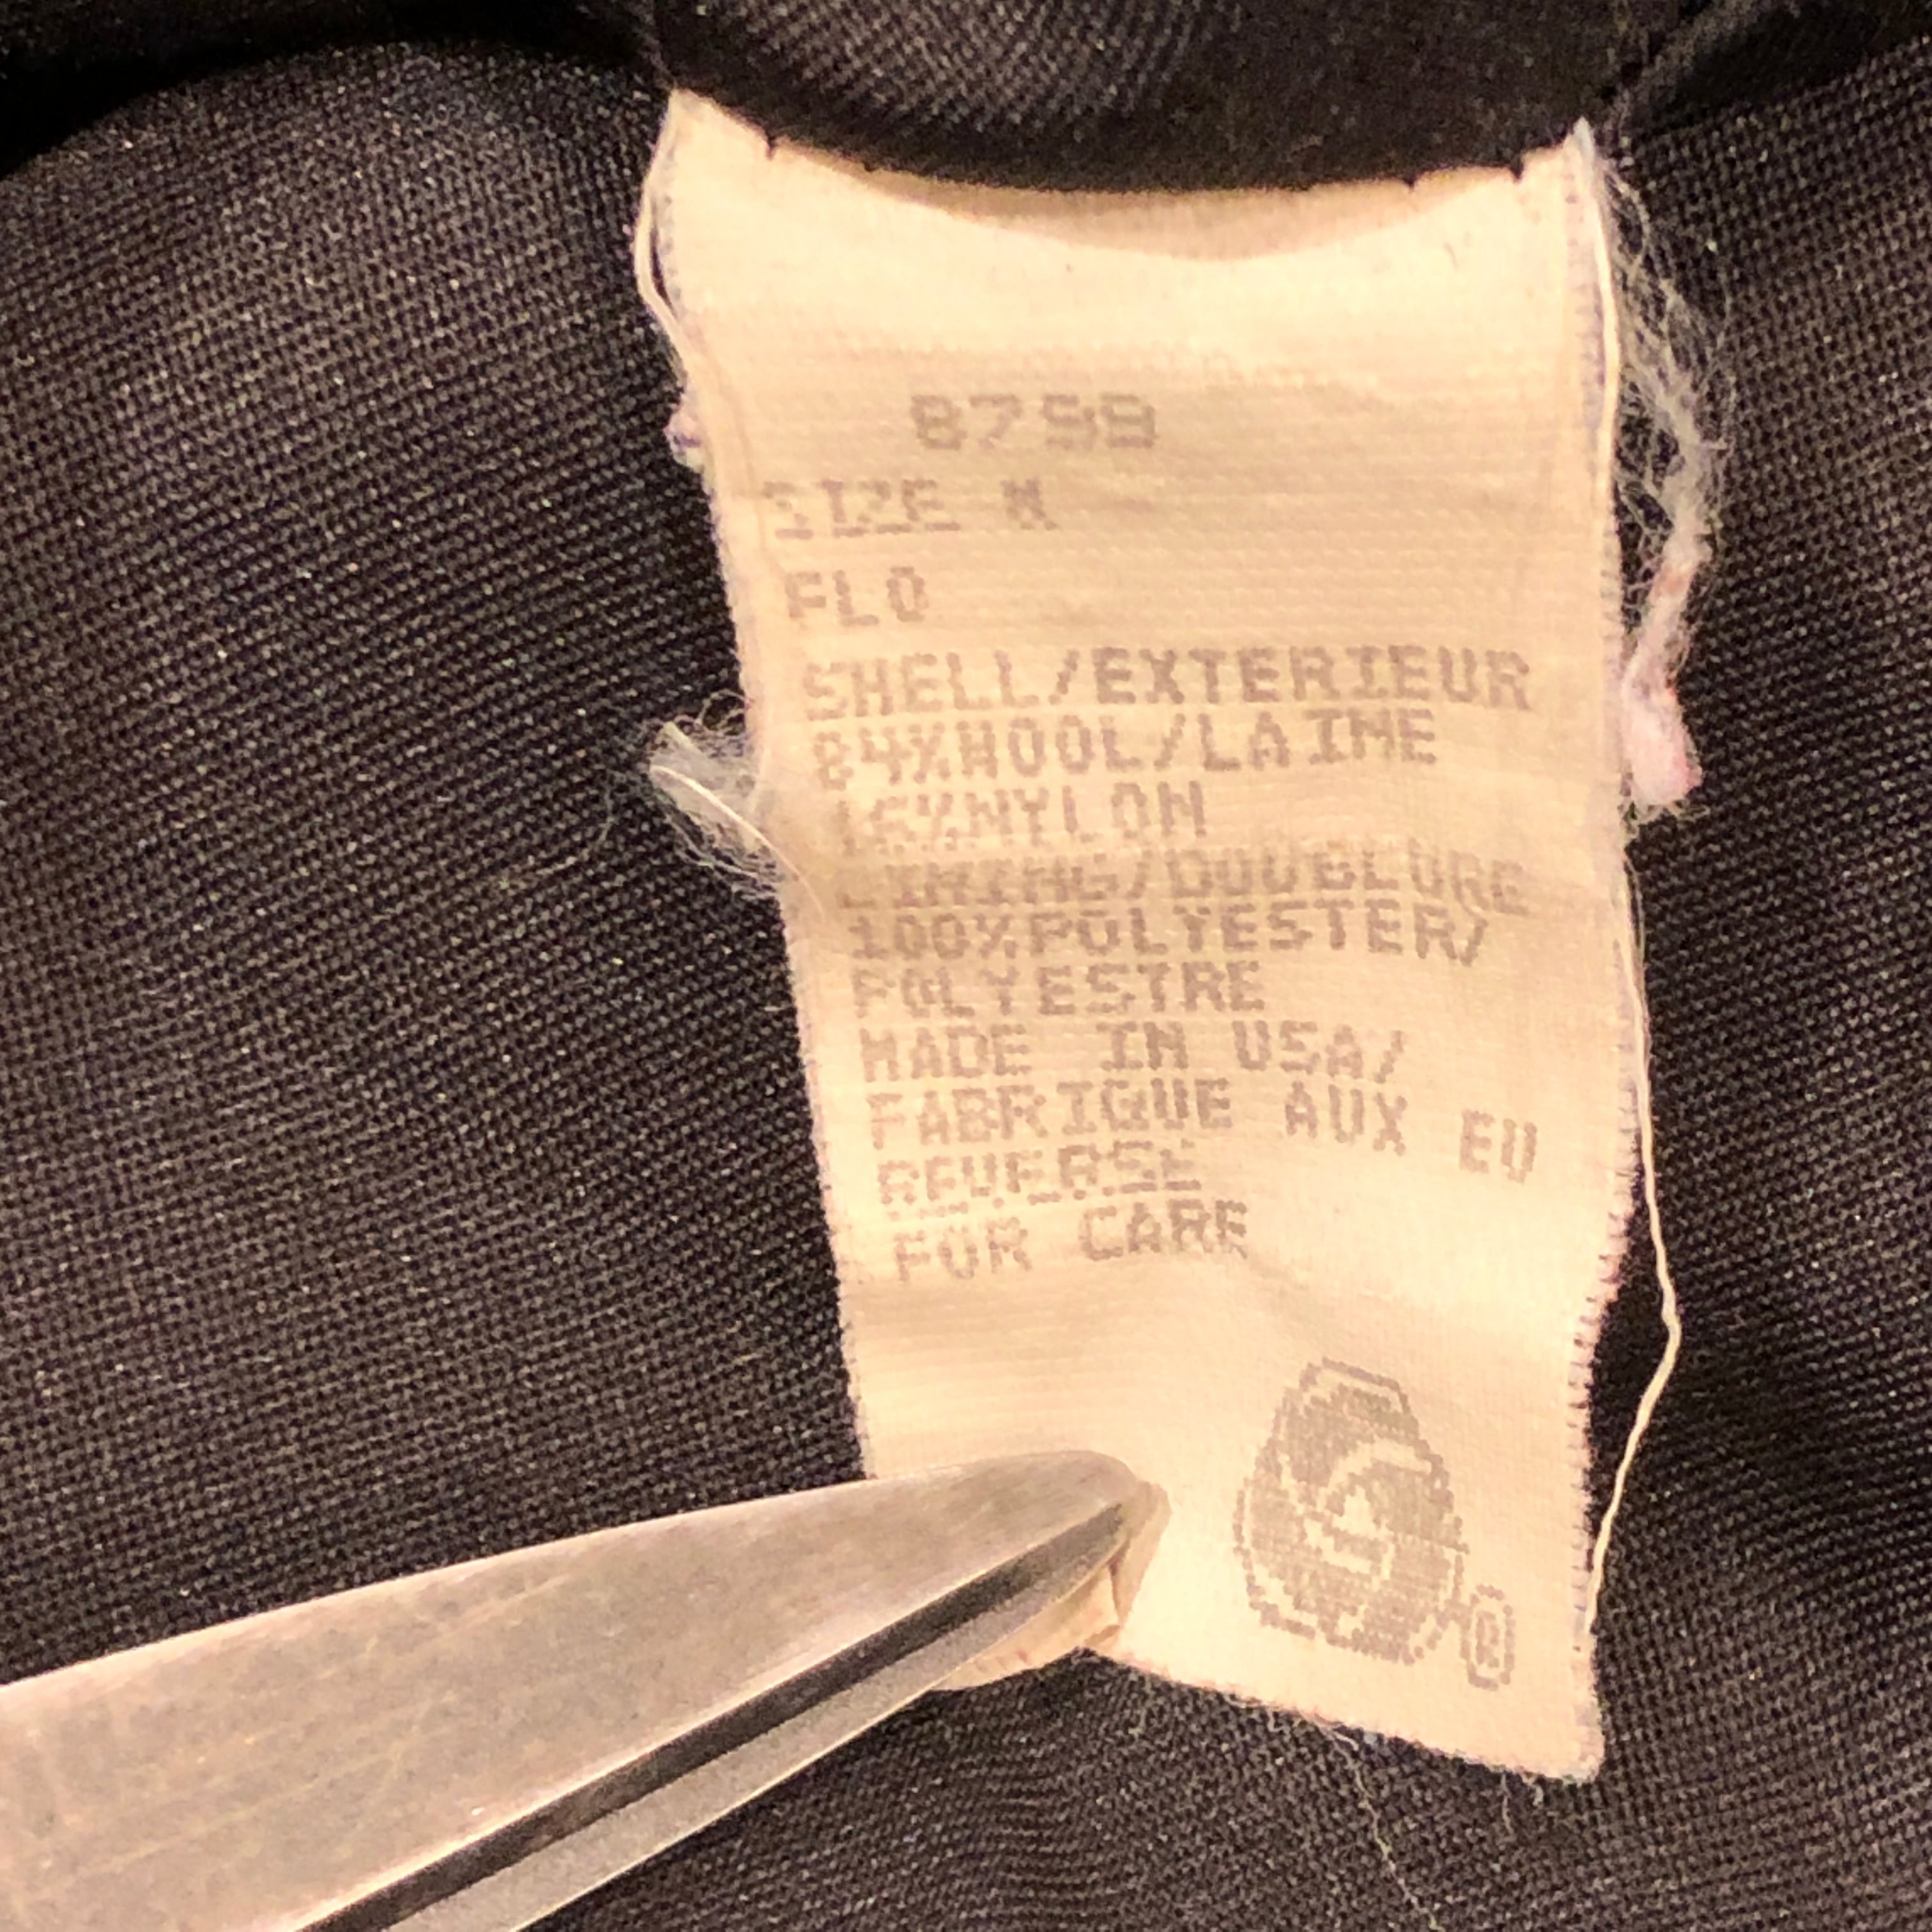 8799
SIZE M
FLO
SHELL/EXTERIEUR
84%WOOL/LAINE
16%NYLON
LINING/DOUBLURE
100%POLYESTER/
POLYESTRE
MADE IN USA/
FABRIQUE AUX EU
REVERSE
FOR CARE
®